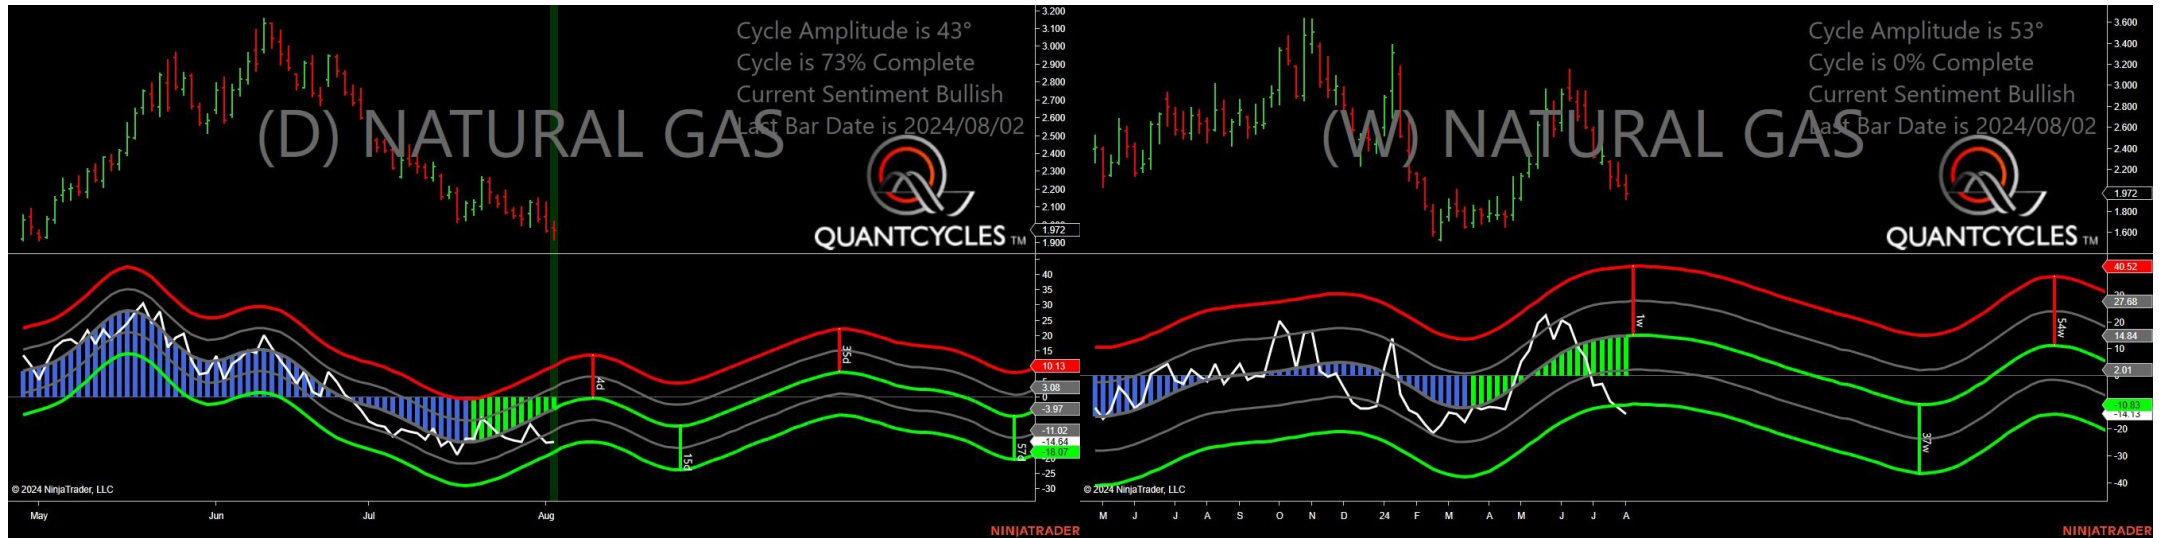 Cycle Amplitude is 43°
Cycle is 73% Complete
Current Sentiment Bullish
Last Bar Date is 2024/08/02
(D) NATURAL GAS
QUANTCYCLES TM
3.200
3.100
3.000
2.900
2.800
2.700
2.600
2.500
2.400
2.300
2.200
2.100
1.972
1.900
40
35
30
25
20
15
10.13
3.08
0
-3.97
-11.02
-14.64
-18.07
-25
-30
4d
15d
35d
57d
© 2024 NinjaTrader, LLC
May Jun Jul Aug
NINJATRADER
Cycle Amplitude is 53°
Cycle is 0% Complete
Current Sentiment Bullish
Last Bar Date is 2024/08/02
(W) NATURAL GAS
QUANTCYCLES TM
3.600
3.400
3.200
3.000
2.800
2.600
2.400
2.200
1.972
1.800
1.600
40.52
27.68
20
14.84
10
2.01
-10.83
-14.13
-20
-30
-40
1w
37w
54w
© 2024 NinjaTrader, LLC
M J J A S O N D 24 F M A M J J A
NINJATRADER